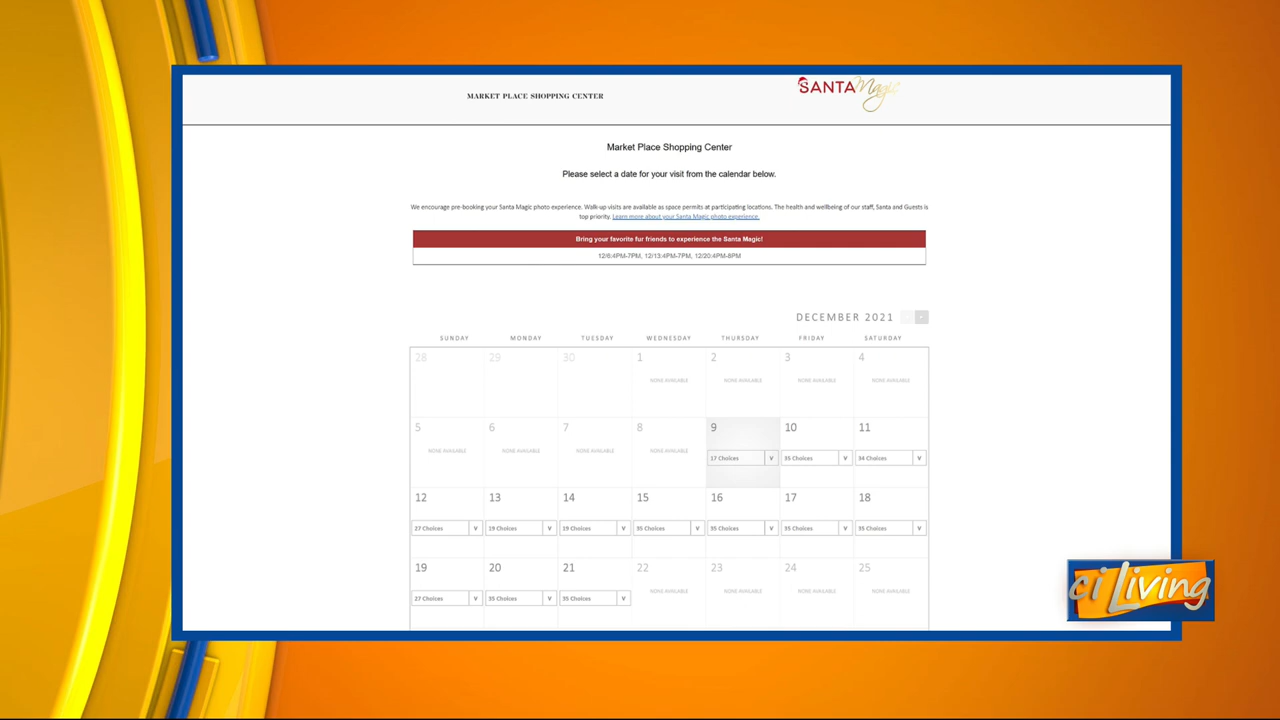 MARKET PLACE SHOPPING CENTER
SANTA Magic
Market Place Shopping Center
Please select a date for your visit from the calendar below.
We encourage pre-booking your Santa Magic photo experience. Walk-up visits are available as space permits at participating locations. The health and wellbeing of our staff, Santa and Guests is
top priority. Learn more about your Santa Magic photo experience.
Bring your favorite fur friends to experience the Santa Magic!
12/6:4PM-7PM, 12/13:4PM-7PM, 12/20:4PM-8PM
DECEMBER 2021
SUNDAY MONDAY TUESDAY WEDNESDAY THURSDAY FRIDAY SATURDAY
28 29 30 1 2 3 4
NONE AVAILABLE NONE AVAILABLE NONE AVAILABLE NONE AVAILABLE
5 6 7 8 9 10 11
NONE AVAILABLE NONE AVAILABLE NONE AVAILABLE NONE AVAILABLE 17 Choices V 35 Choices V 34 Choices V
12 13 14 15 16 17 18
27 Choices V 19 Choices V 19 Choices V 35 Choices V 35 Choices V 35 Choices V 35 Choices V
19 20 21 22 23 24 25
27 Choices V 35 Choices V 35 Choices V NONE AVAILABLE NONE AVAILABLE NONE AVAILABLE NONE AVAILABLE
ciLiving